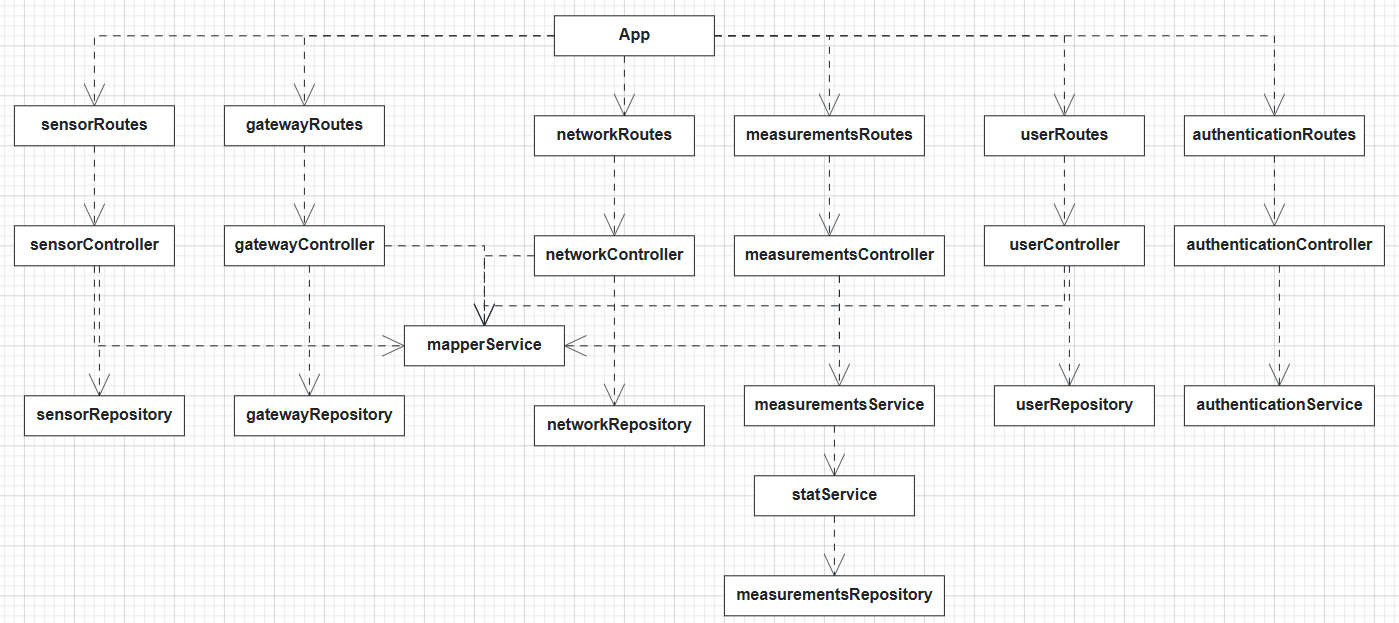 App
sensorRoutes
gatewayRoutes
networkRoutes
measurementsRoutes
userRoutes
authenticationRoutes
sensorController
gatewayController
networkController
measurementsController
userController
authenticationController
mapperService
sensorRepository
gatewayRepository
networkRepository
measurementsService
userRepository
authenticationService
statService
measurementsRepository